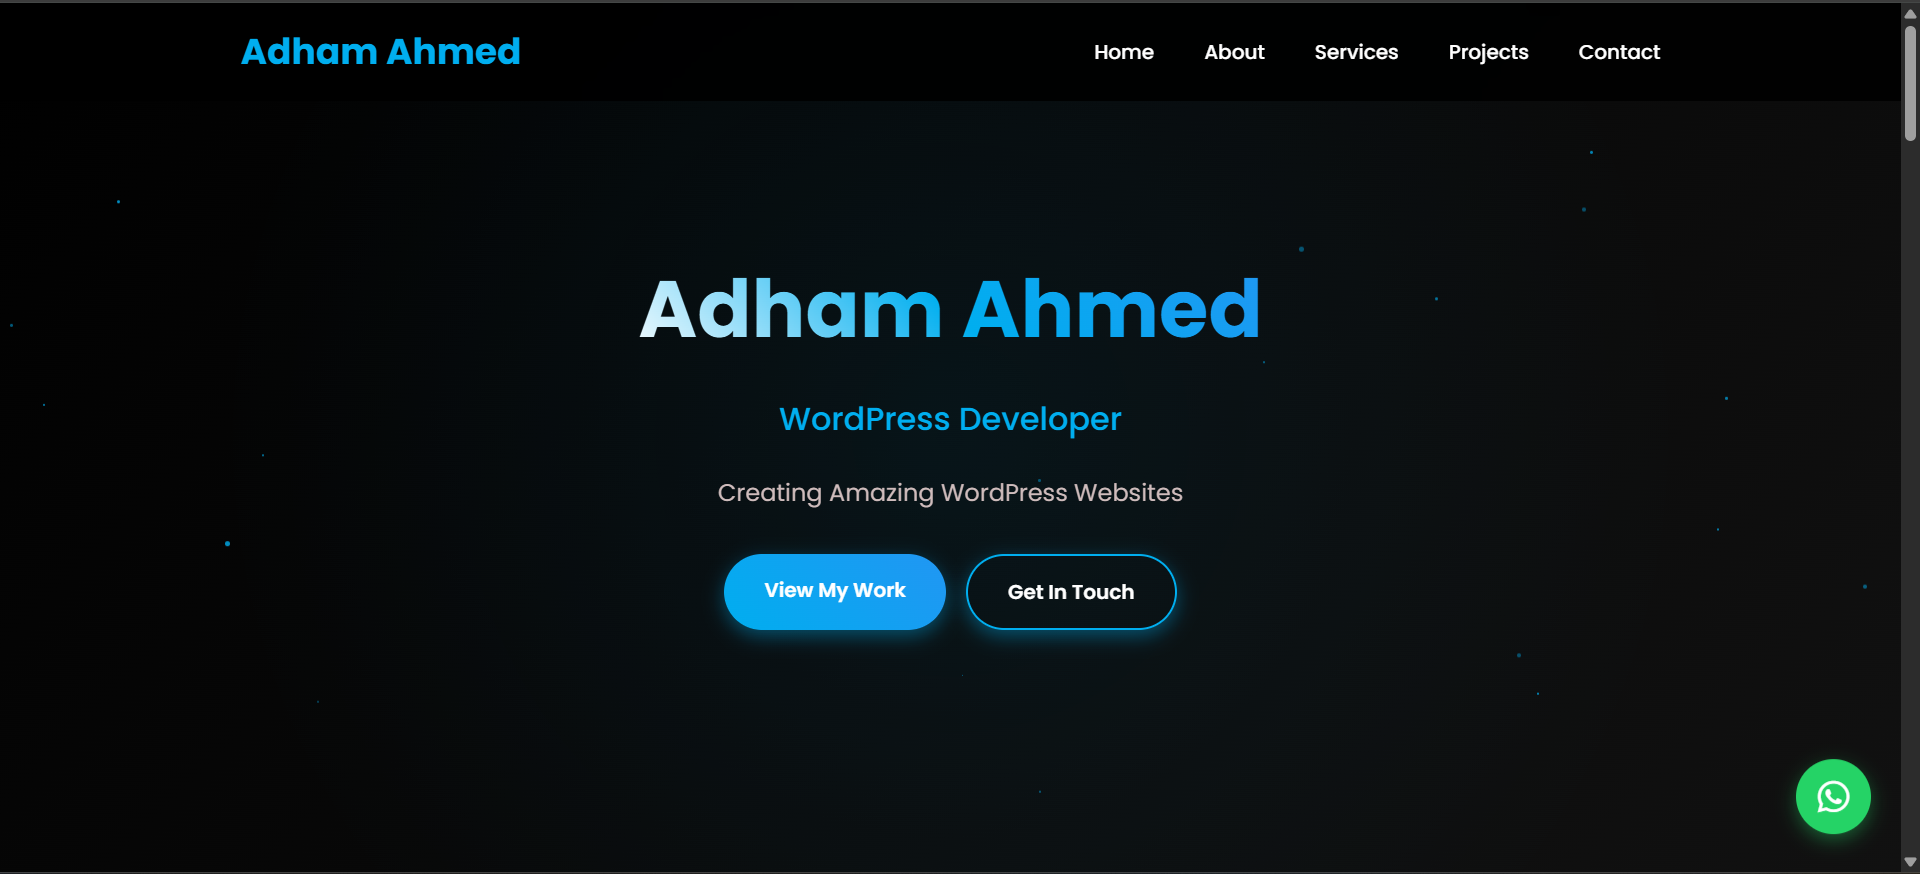 Adham Ahmed
Home About Services Projects Contact
Adham Ahmed
WordPress Developer
Creating Amazing WordPress Websites
View My Work Get In Touch